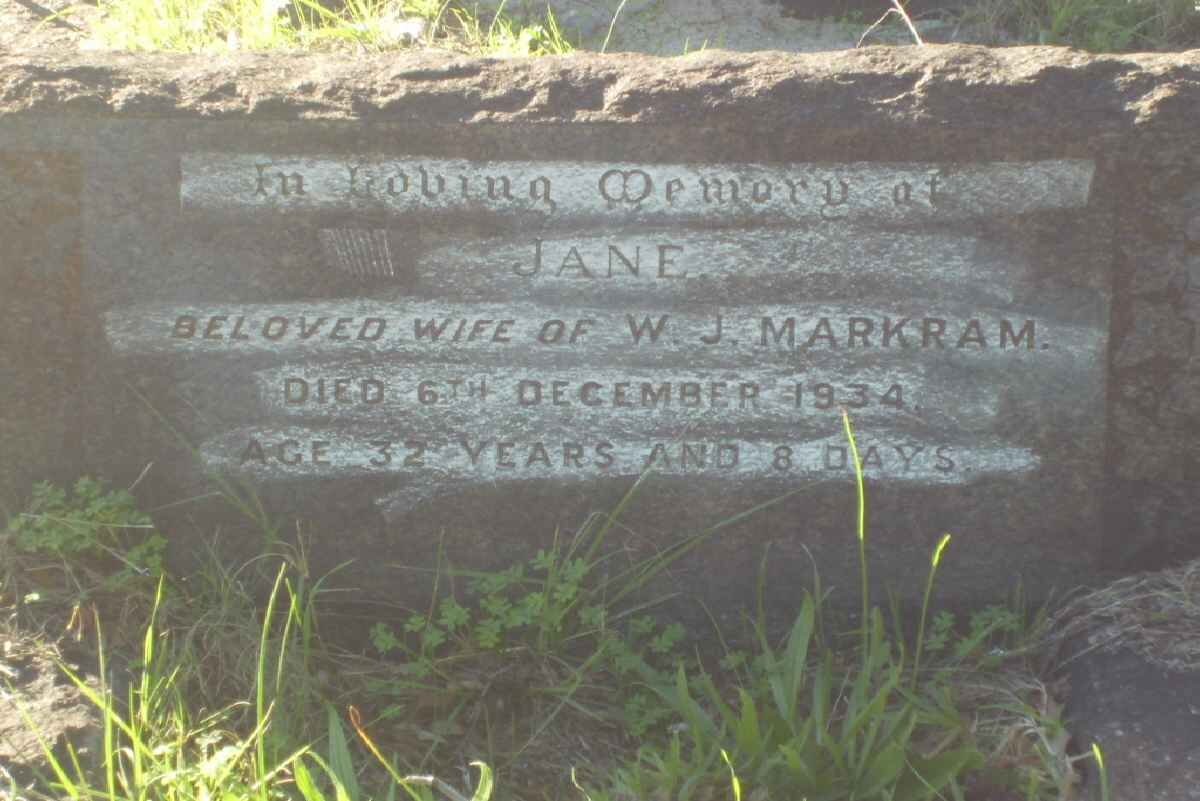 In Loving Memory of
JANE.
BELOVED WIFE OF W. J. MARKRAM.
DIED 6TH DECEMBER 1934.
AGE 32 YEARS AND 8 DAYS.